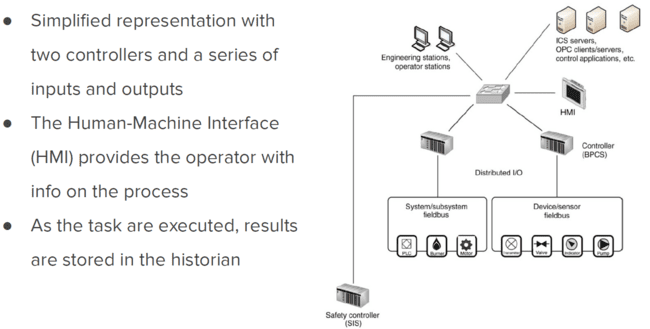 ● Simplified representation with
two controllers and a series of
inputs and outputs
● The Human-Machine Interface
(HMI) provides the operator with
info on the process
● As the task are executed, results
are stored in the historian
Engineering stations,
operator stations
ICS servers,
OPC clients/servers,
control applications, etc.
HMI
Controller
(BPCS)
Distributed I/O
System/subsystem
fieldbus
PLC
Burner
Motor
Device/sensor
fieldbus
Valve
Indicator
Pump
Safety controller
(SIS)